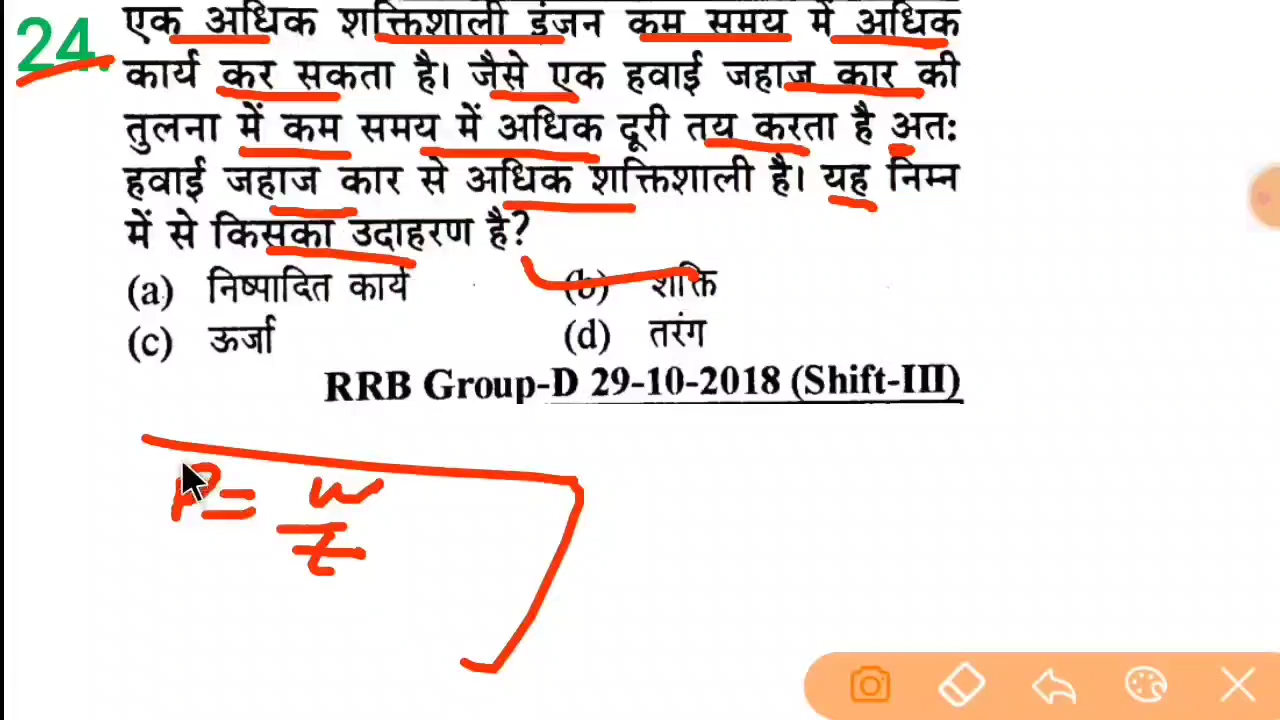 24.
एक अधिक शक्तिशाली इंजन कम समय में अधिक
कार्य कर सकता है। जैसे एक हवाई जहाज कार की
तुलना में कम समय में अधिक दूरी तय करता है अतः
हवाई जहाज कार से अधिक शक्तिशाली है। यह निम्न
में से किसका उदाहरण है?
(a) निष्पादित कार्य (b) शक्ति
(c) ऊर्जा (d) तरंग
RRB Group-D 29-10-2018 (Shift-III)
P = w
t